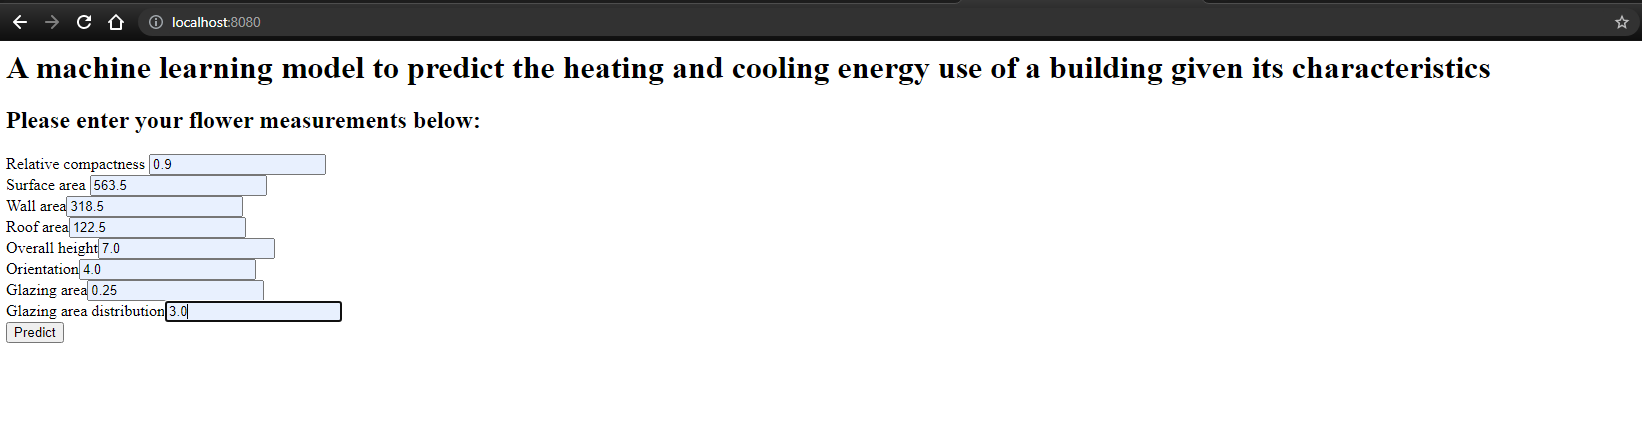 localhost:8080
A machine learning model to predict the heating and cooling energy use of a building given its characteristics
Please enter your flower measurements below:
Relative compactness 0.9
Surface area 563.5
Wall area 318.5
Roof area 122.5
Overall height 7.0
Orientation 4.0
Glazing area 0.25
Glazing area distribution 3.0
Predict